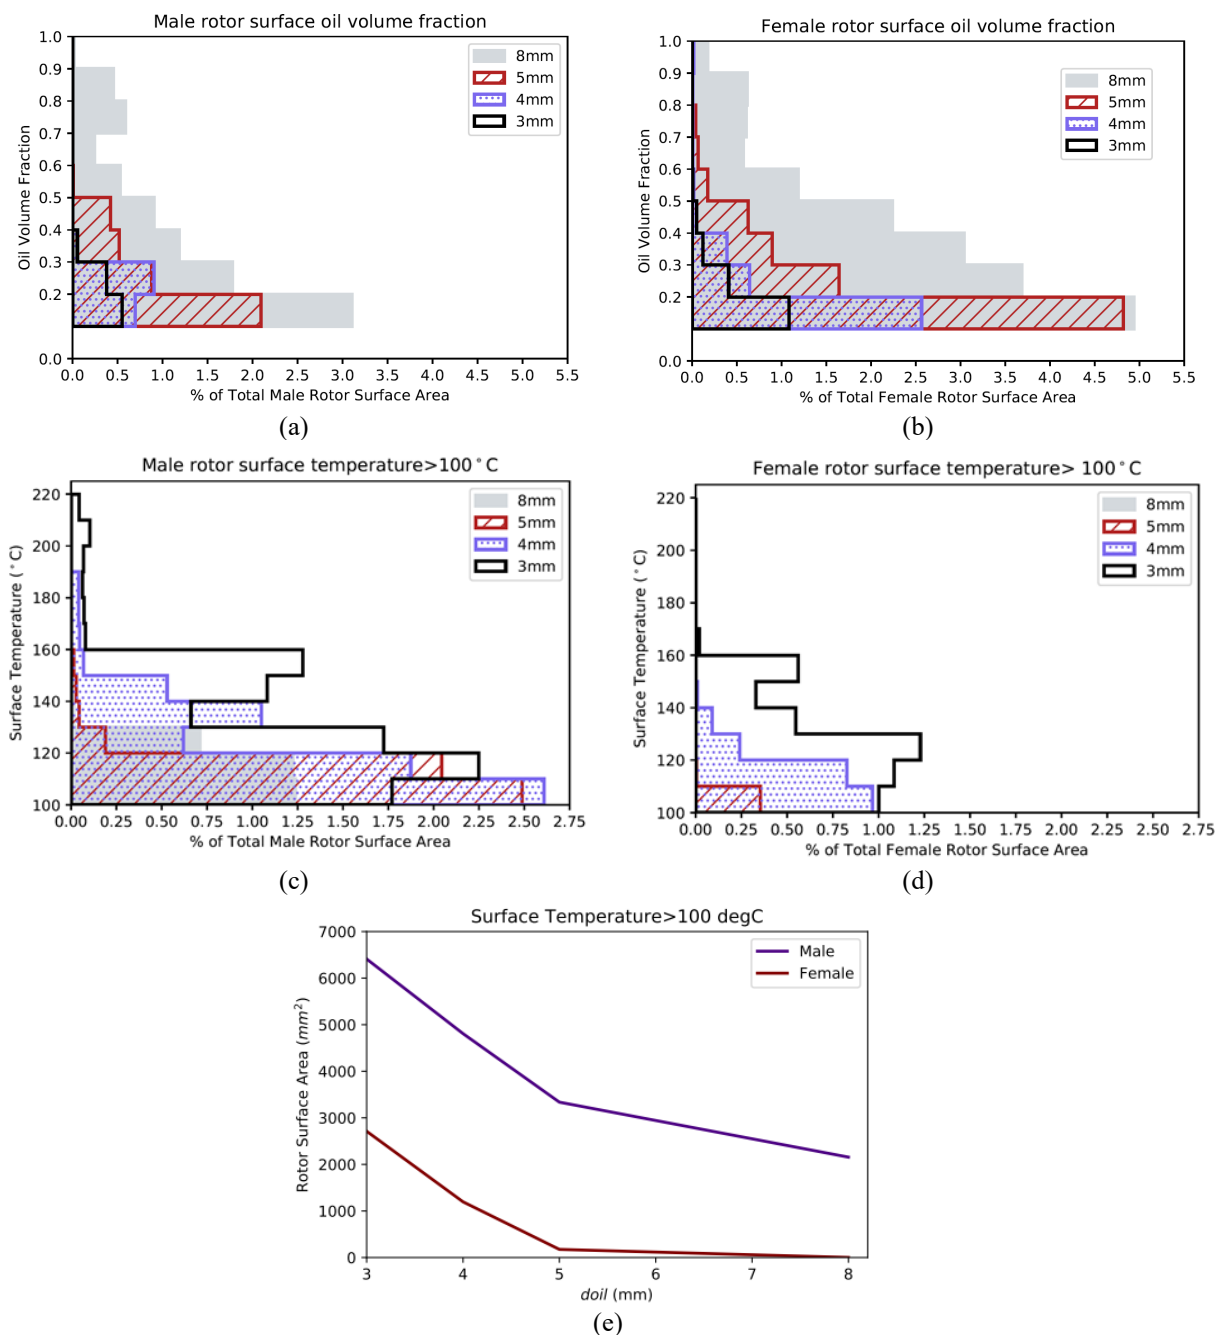 Male rotor surface oil volume fraction
1.0
0.9
0.8
0.7
0.6
0.5
0.4
0.3
0.2
0.1
0.0
Oil Volume Fraction
8mm
5mm
4mm
3mm
0.0 0.5 1.0 1.5 2.0 2.5 3.0 3.5 4.0 4.5 5.0 5.5
% of Total Male Rotor Surface Area
(a)
Female rotor surface oil volume fraction
1.0
0.9
0.8
0.7
0.6
0.5
0.4
0.3
0.2
0.1
0.0
Oil Volume Fraction
8mm
5mm
4mm
3mm
0.0 0.5 1.0 1.5 2.0 2.5 3.0 3.5 4.0 4.5 5.0 5.5
% of Total Female Rotor Surface Area
(b)
Male rotor surface temperature>100°C
220
200
180
160
140
120
100
Surface Temperature (°C)
8mm
5mm
4mm
3mm
0.00 0.25 0.50 0.75 1.00 1.25 1.50 1.75 2.00 2.25 2.50 2.75
% of Total Male Rotor Surface Area
(c)
Female rotor surface temperature> 100°C
220
200
180
160
140
120
100
Surface Temperature (°C)
8mm
5mm
4mm
3mm
0.00 0.25 0.50 0.75 1.00 1.25 1.50 1.75 2.00 2.25 2.50 2.75
% of Total Female Rotor Surface Area
(d)
Surface Temperature>100 degC
7000
6000
5000
4000
3000
2000
1000
0
Rotor Surface Area (mm²)
Male
Female
3 4 5 6 7 8
doil (mm)
(e)